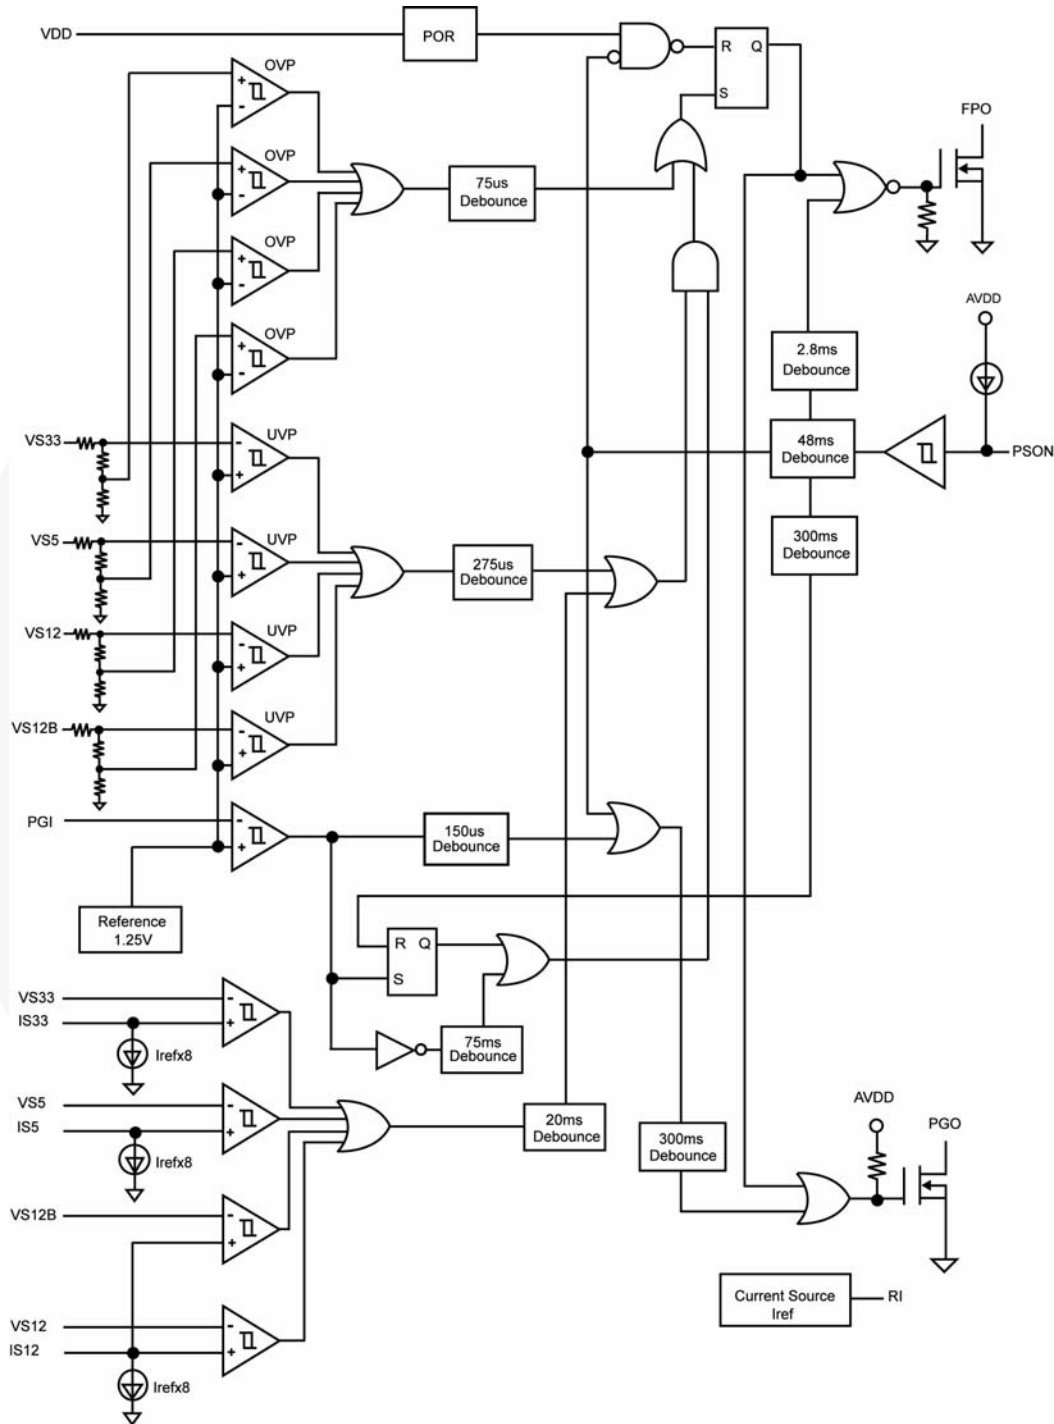 VDD
POR
R Q
S
OVP
+
-
FPO
OVP
+
-
75us
Debounce
OVP
+
-
AVDD
OVP
+
-
2.8ms
Debounce
VS33
UVP
-
+
48ms
Debounce
PSON
VS5
UVP
-
+
275us
Debounce
300ms
Debounce
VS12
UVP
-
+
VS12B
UVP
-
+
PGI
-
+
150us
Debounce
Reference
1.25V
R Q
S
VS33
-
IS33
+
Irefx8
75ms
Debounce
VS5
-
IS5
+
Irefx8
20ms
Debounce
300ms
Debounce
AVDD
PGO
VS12B
-
+
Current Source
Iref
RI
VS12
-
IS12
+
Irefx8